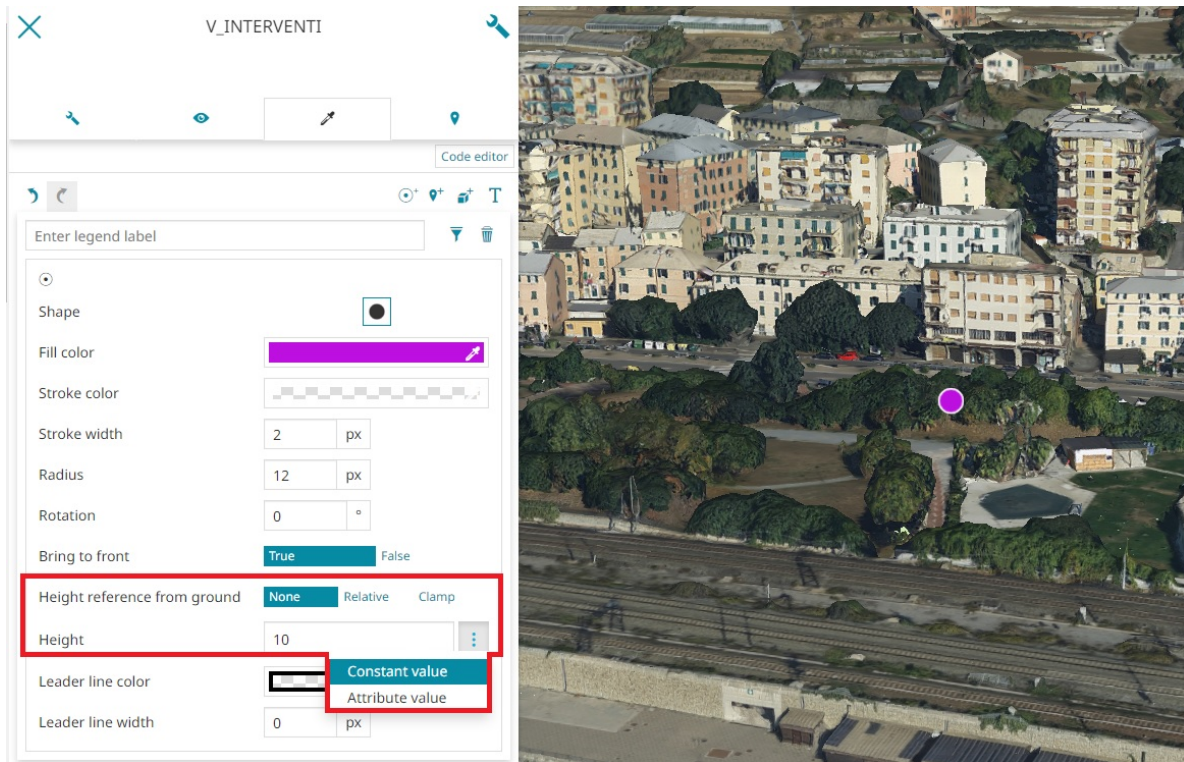 V_INTERVENTI
Code editor
T
Enter legend label
Shape
Fill color
Stroke color
Stroke width 2 px
Radius 12 px
Rotation 0 °
Bring to front True False
Height reference from ground None Relative Clamp
Height 10
Constant value
Leader line color
Attribute value
Leader line width 0 px